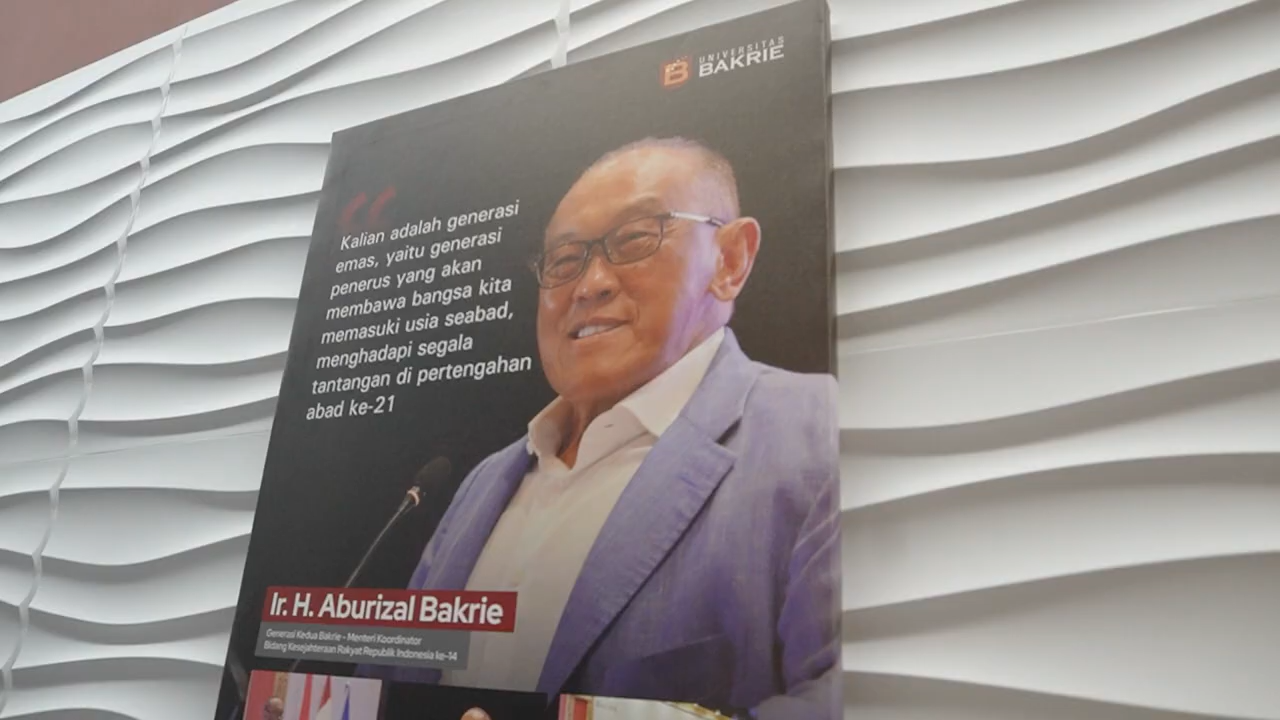 UNIVERSITAS
BAKRIE
Kalian adalah generasi
emas, yaitu generasi
penerus yang akan
membawa bangsa kita
memasuki usia seabad,
menghadapi segala
tantangan di pertengahan
abad ke-21
Ir. H. Aburizal Bakrie
Generasi Kedua Bakrie - Menteri Koordinator
Bidang Kesejahteraan Rakyat Republik Indonesia ke-14